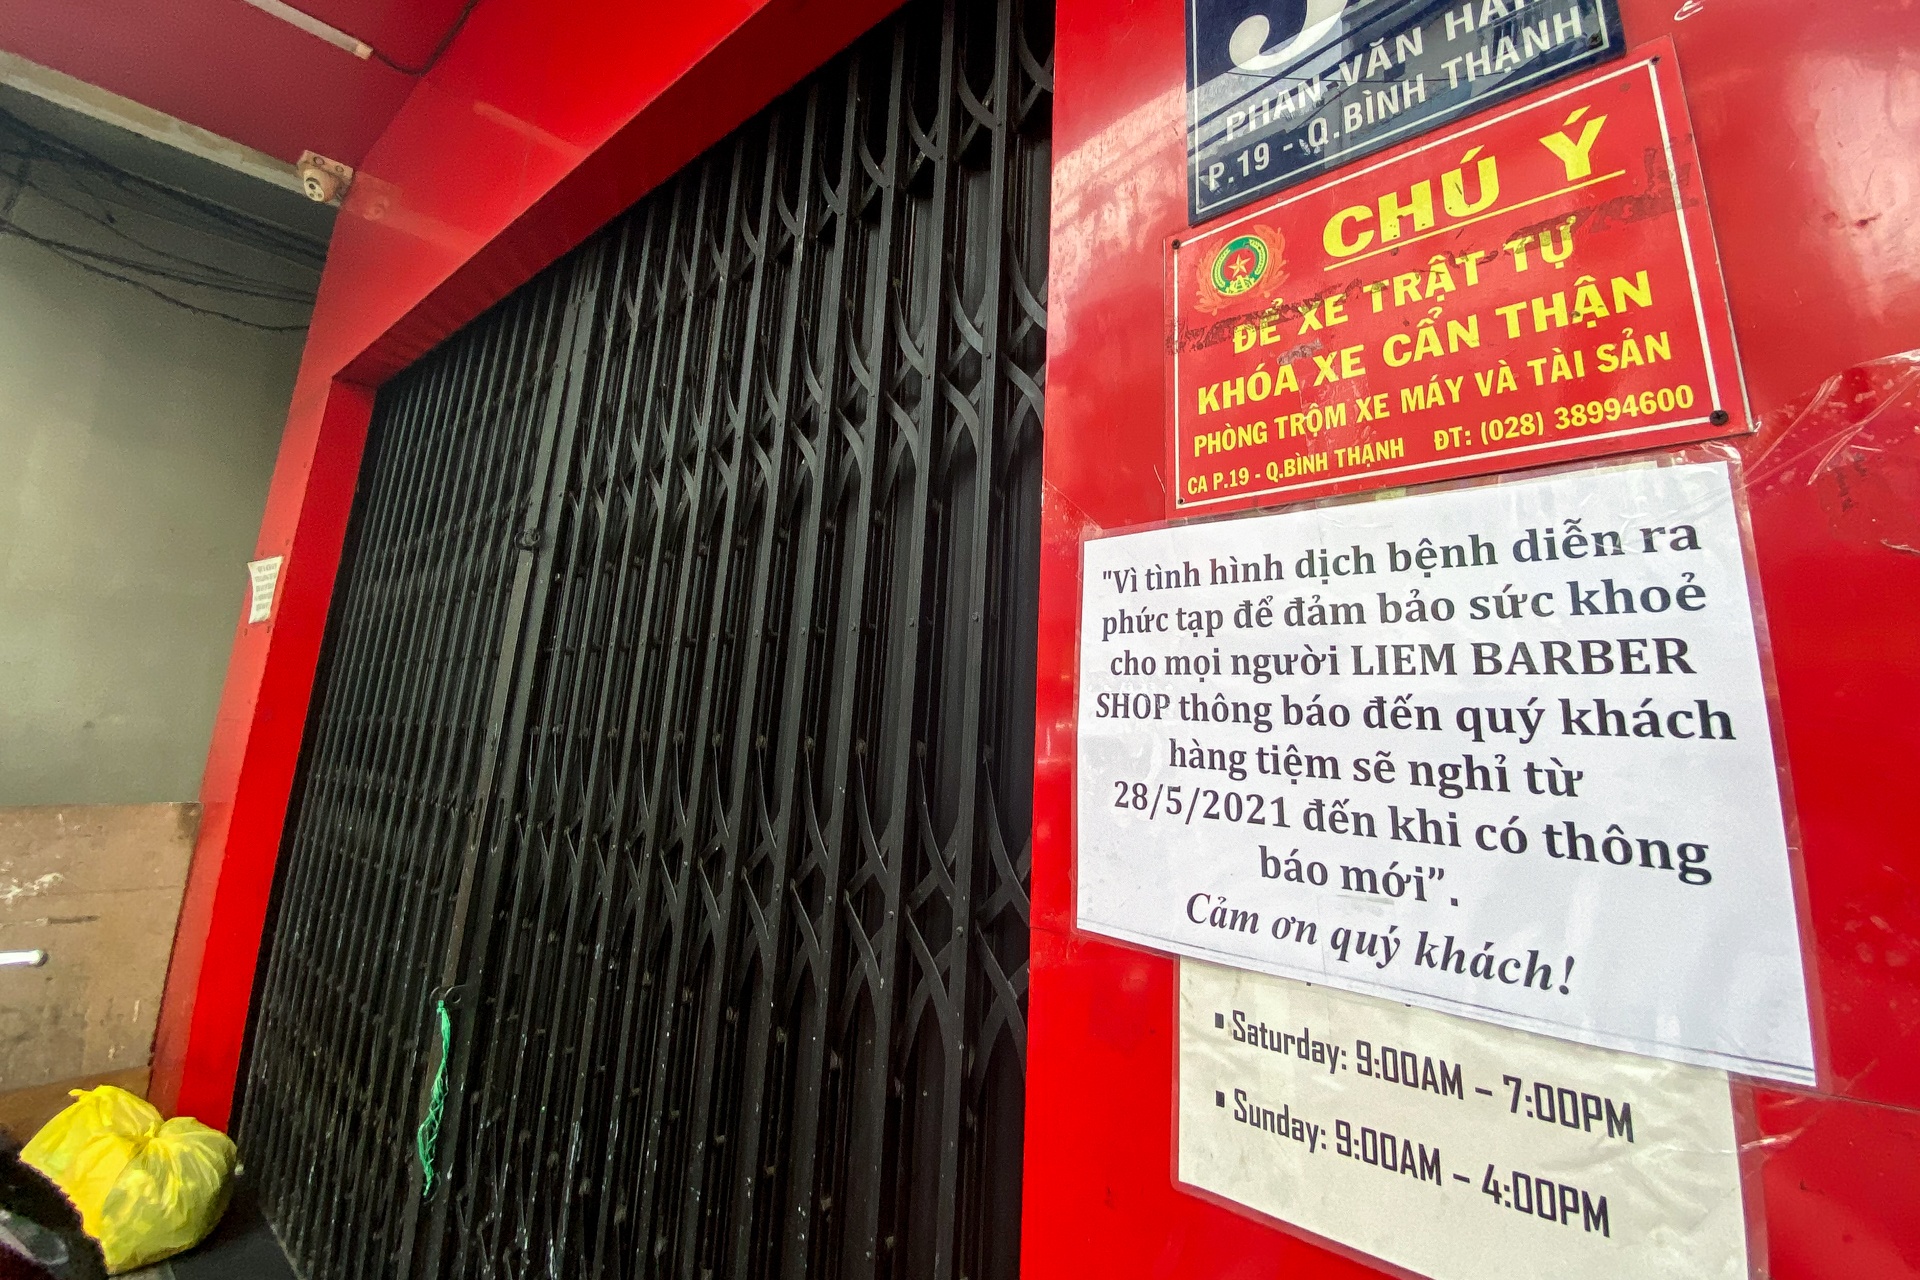 PHAN VĂN HÂN
P.19 - Q.BÌNH THẠNH
CHÚ Ý
ĐỂ XE TRẬT TỰ
KHÓA XE CẨN THẬN
PHÒNG TRỘM XE MÁY VÀ TÀI SẢN
CA P.19 - Q.BÌNH THẠNH ĐT: (028) 38994600
"Vì tình hình dịch bệnh diễn ra
phức tạp để đảm bảo sức khoẻ
cho mọi người LIEM BARBER
SHOP thông báo đến quý khách
hàng tiệm sẽ nghỉ từ
28/5/2021 đến khi có thông
báo mới”.
Cảm ơn quý khách!
▪ Saturday: 9:00AM – 7:00PM
▪ Sunday: 9:00AM – 4:00PM